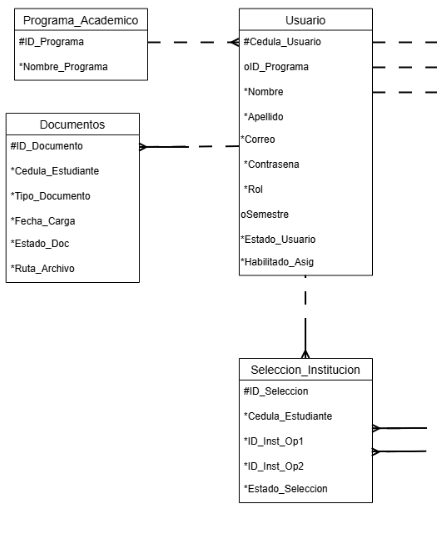 Programa_Academico
#ID_Programa
*Nombre_Programa
Usuario
#Cedula_Usuario
oID_Programa
*Nombre
*Apellido
*Correo
*Contrasena
*Rol
oSemestre
*Estado_Usuario
*Habilitado_Asig
Documentos
#ID_Documento
*Cedula_Estudiante
*Tipo_Documento
*Fecha_Carga
*Estado_Doc
*Ruta_Archivo
Seleccion_Institucion
#ID_Seleccion
*Cedula_Estudiante
*ID_Inst_Op1
*ID_Inst_Op2
*Estado_Seleccion